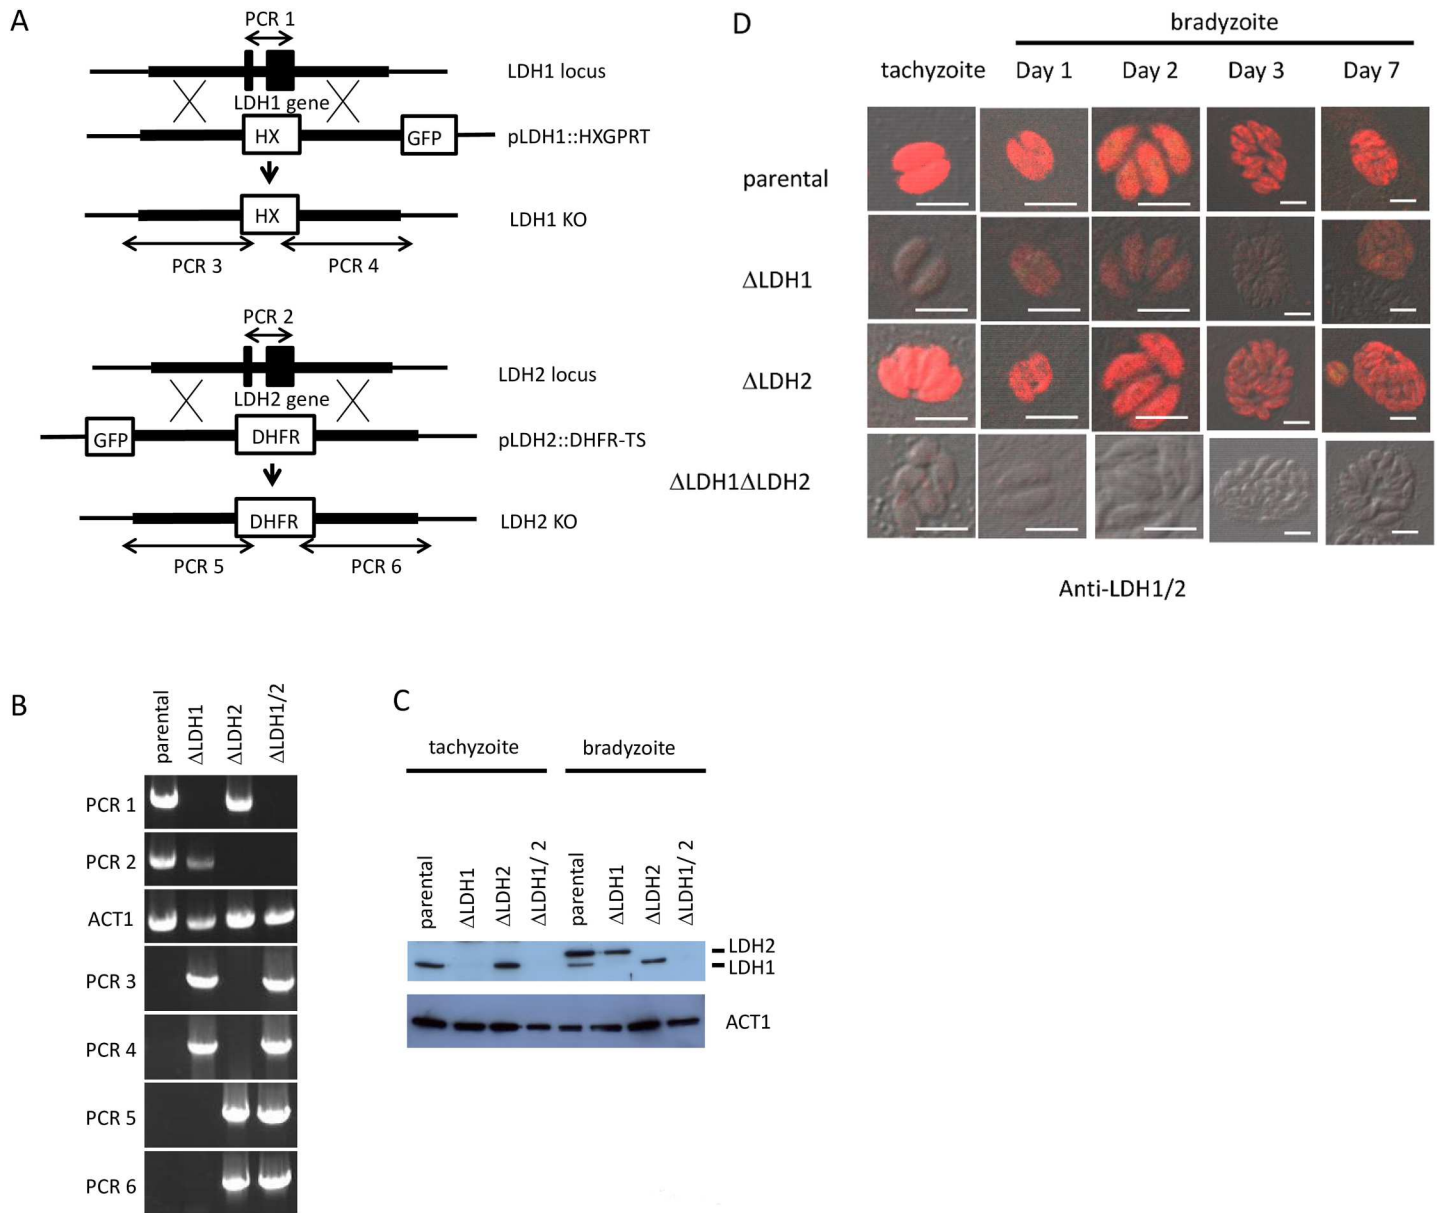 A
PCR 1
LDH1 locus
LDH1 gene
HX
GFP
pLDH1::HXGPRT
HX
LDH1 KO
PCR 3
PCR 4
PCR 2
LDH2 locus
LDH2 gene
GFP
DHFR
pLDH2::DHFR-TS
DHFR
LDH2 KO
PCR 5
PCR 6
D
bradyzoite
tachyzoite Day 1 Day 2 Day 3 Day 7
parental
ΔLDH1
ΔLDH2
ΔLDH1ΔLDH2
Anti-LDH1/2
B
parental ΔLDH1 ΔLDH2 ΔLDH1/2
PCR 1
PCR 2
ACT1
PCR 3
PCR 4
PCR 5
PCR 6
C
tachyzoite bradyzoite
parental ΔLDH1 ΔLDH2 ΔLDH1/ 2 parental ΔLDH1 ΔLDH2 ΔLDH1/ 2
LDH2
LDH1
ACT1